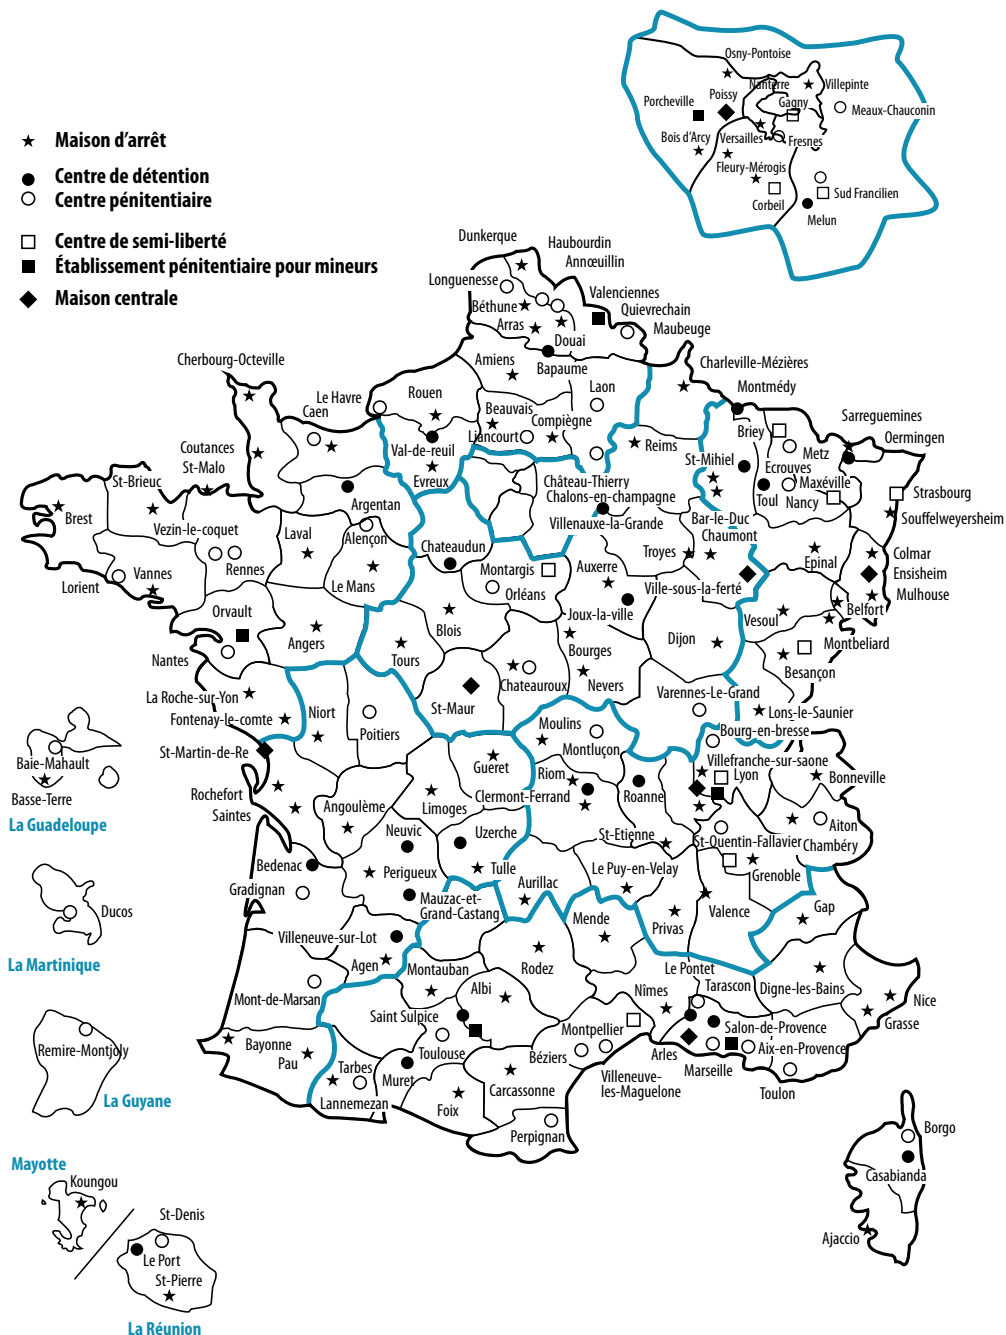 Osny-Pontoise
Nanterre
Villepinte
Porcheville
Poissy
Gagny
Meaux-Chauconin
Bois d'Arcy
Versailles
Fresnes
Fleury-Mérogis
Sud Francilien
Corbeil
Melun
Maison d'arrêt
Centre de détention
Centre pénitentiaire
Centre de semi-liberté
Établissement pénitentiaire pour mineurs
Maison centrale
Dunkerque
Haubourdin
Annœuillin
Longuenesse
Valenciennes
Béthune
Quievrechain
Arras
Maubeuge
Douai
Bapaume
Cherbourg-Octeville
Amiens
Charleville-Mézières
Montmédy
Le Havre
Rouen
Laon
Caen
Beauvais
Compiègne
Sarreguemines
Oermingen
Briey
Liancourt
Coutances
Val-de-reuil
Reims
Metz
St-Malo
St-Mihiel
Ecrouves
St-Brieuc
Evreux
Château-Thierry
Maxéville
Chalons-en-champagne
Toul
Nancy
Strasbourg
Argentan
Brest
Villenauxe-la-Grande
Bar-le-Duc
Souffelweyersheim
Vezin-le-coquet
Laval
Alençon
Chaumont
Chateaudun
Troyes
Epinal
Colmar
Rennes
Montargis
Auxerre
Ensisheim
Vannes
Le Mans
Orléans
Ville-sous-la-ferté
Mulhouse
Lorient
Orvault
Joux-la-ville
Belfort
Blois
Vesoul
Angers
Bourges
Dijon
Montbeliard
Nantes
Tours
Besançon
Chateauroux
Nevers
La Roche-sur-Yon
Varennes-Le-Grand
St-Maur
Fontenay-le-comte
Niort
Lons-le-Saunier
Moulins
Bourg-en-bresse
Poitiers
Montluçon
St-Martin-de-Re
Baie-Mahault
Villefranche-sur-saone
Gueret
Riom
Lyon
Bonneville
Basse-Terre
Rochefort
Clermont-Ferrand
Roanne
Saintes
Angoulème
Limoges
La Guadeloupe
Aiton
Neuvic
Uzerche
St-Etienne
St-Quentin-Fallavier
Chambéry
Bedenac
Perigueux
Tulle
Le Puy-en-Velay
Grenoble
Gradignan
Aurillac
Ducos
Mauzac-et-
Grand-Castang
Valence
Gap
Mende
Privas
Villeneuve-sur-Lot
La Martinique
Agen
Rodez
Montauban
Le Pontet
Albi
Tarascon
Digne-les-Bains
Mont-de-Marsan
Nîmes
Nice
Saint Sulpice
Grasse
Montpellier
Salon-de-Provence
Bayonne
Remire-Montjoly
Toulouse
Aix-en-Provence
Pau
Béziers
Arles
Tarbes
Marseille
Muret
Villeneuve-
les-Maguelone
Carcassonne
Toulon
La Guyane
Lannemezan
Foix
Perpignan
Borgo
Mayotte
Koungou
Casabianda
St-Denis
Ajaccio
Le Port
St-Pierre
La Réunion